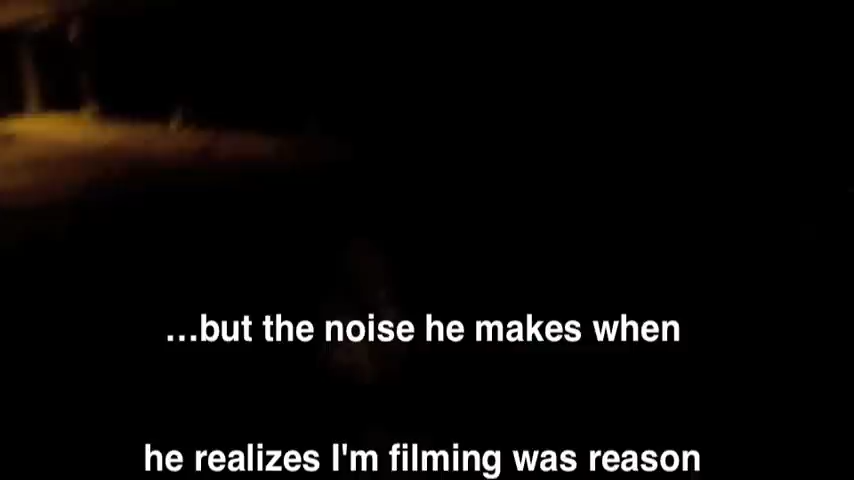 …but the noise he makes when
he realizes I'm filming was reason